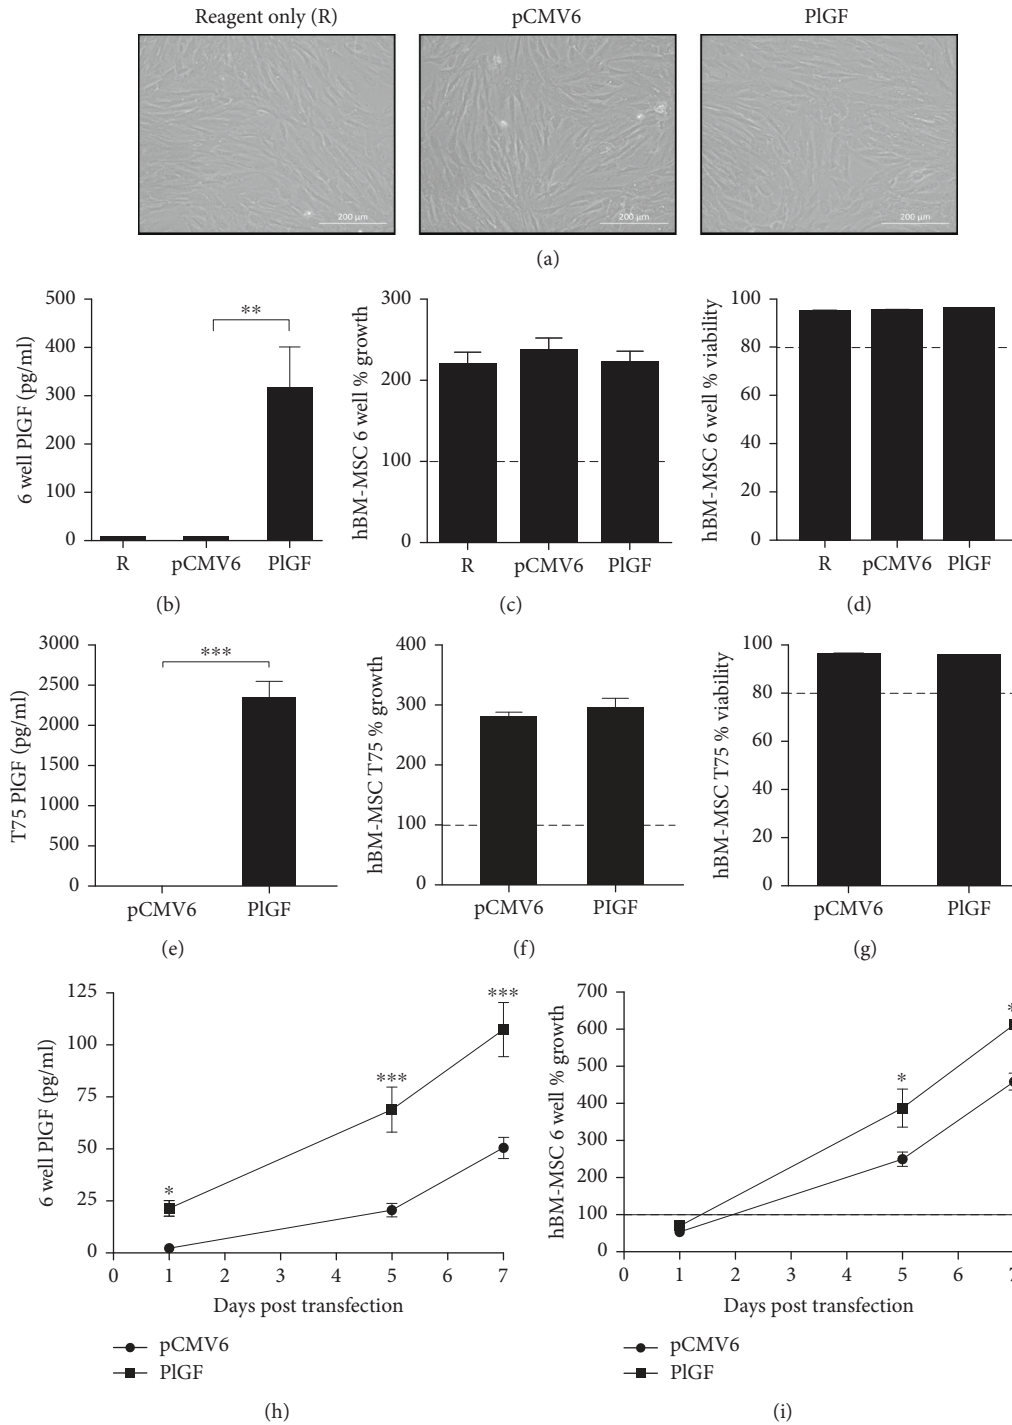 Reagent only (R)
pCMV6
PlGF
200 μm
200 μm
200 μm
(a)
6 well PlGF (pg/ml)
500
400
300
200
100
0
**
R
pCMV6
PlGF
(b)
hBM-MSC 6 well % growth
300
200
100
0
R
pCMV6
PlGF
(c)
hBM-MSC 6 well % viability
100
80
60
40
20
0
R
pCMV6
PlGF
(d)
T75 PlGF (pg/ml)
3000
2500
2000
1500
1000
500
0
***
pCMV6
PlGF
(e)
hBM-MSC T75 % growth
400
300
200
100
0
pCMV6
PIGF
(f)
hBM-MSC T75 % viability
100
80
60
40
20
0
pCMV6
PlGF
(g)
6 well PlGF (pg/ml)
125
100
75
50
25
0
*
***
***
0 1 2 3 4 5 6 7
Days post transfection
pCMV6
PlGF
(h)
hBM-MSC 6 well % growth
700
600
500
400
300
200
100
0
*
*
0 1 2 3 4 5 6 7
Days post transfection
pCMV6
PlGF
(i)